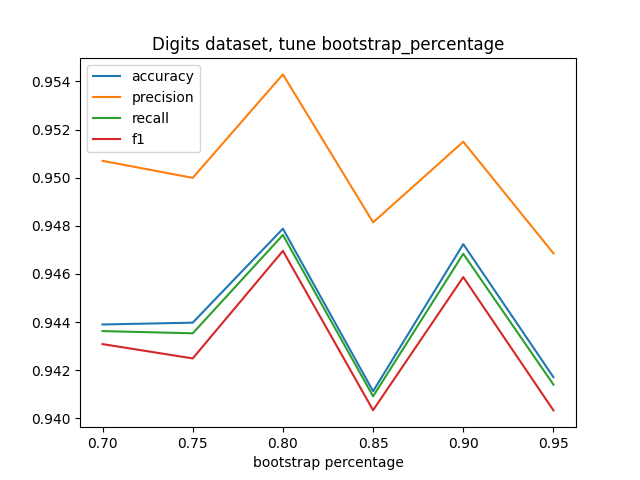 Digits dataset, tune bootstrap_percentage
accuracy
precision
recall
f1
0.954
0.952
0.950
0.948
0.946
0.944
0.942
0.940
0.70 0.75 0.80 0.85 0.90 0.95
bootstrap percentage